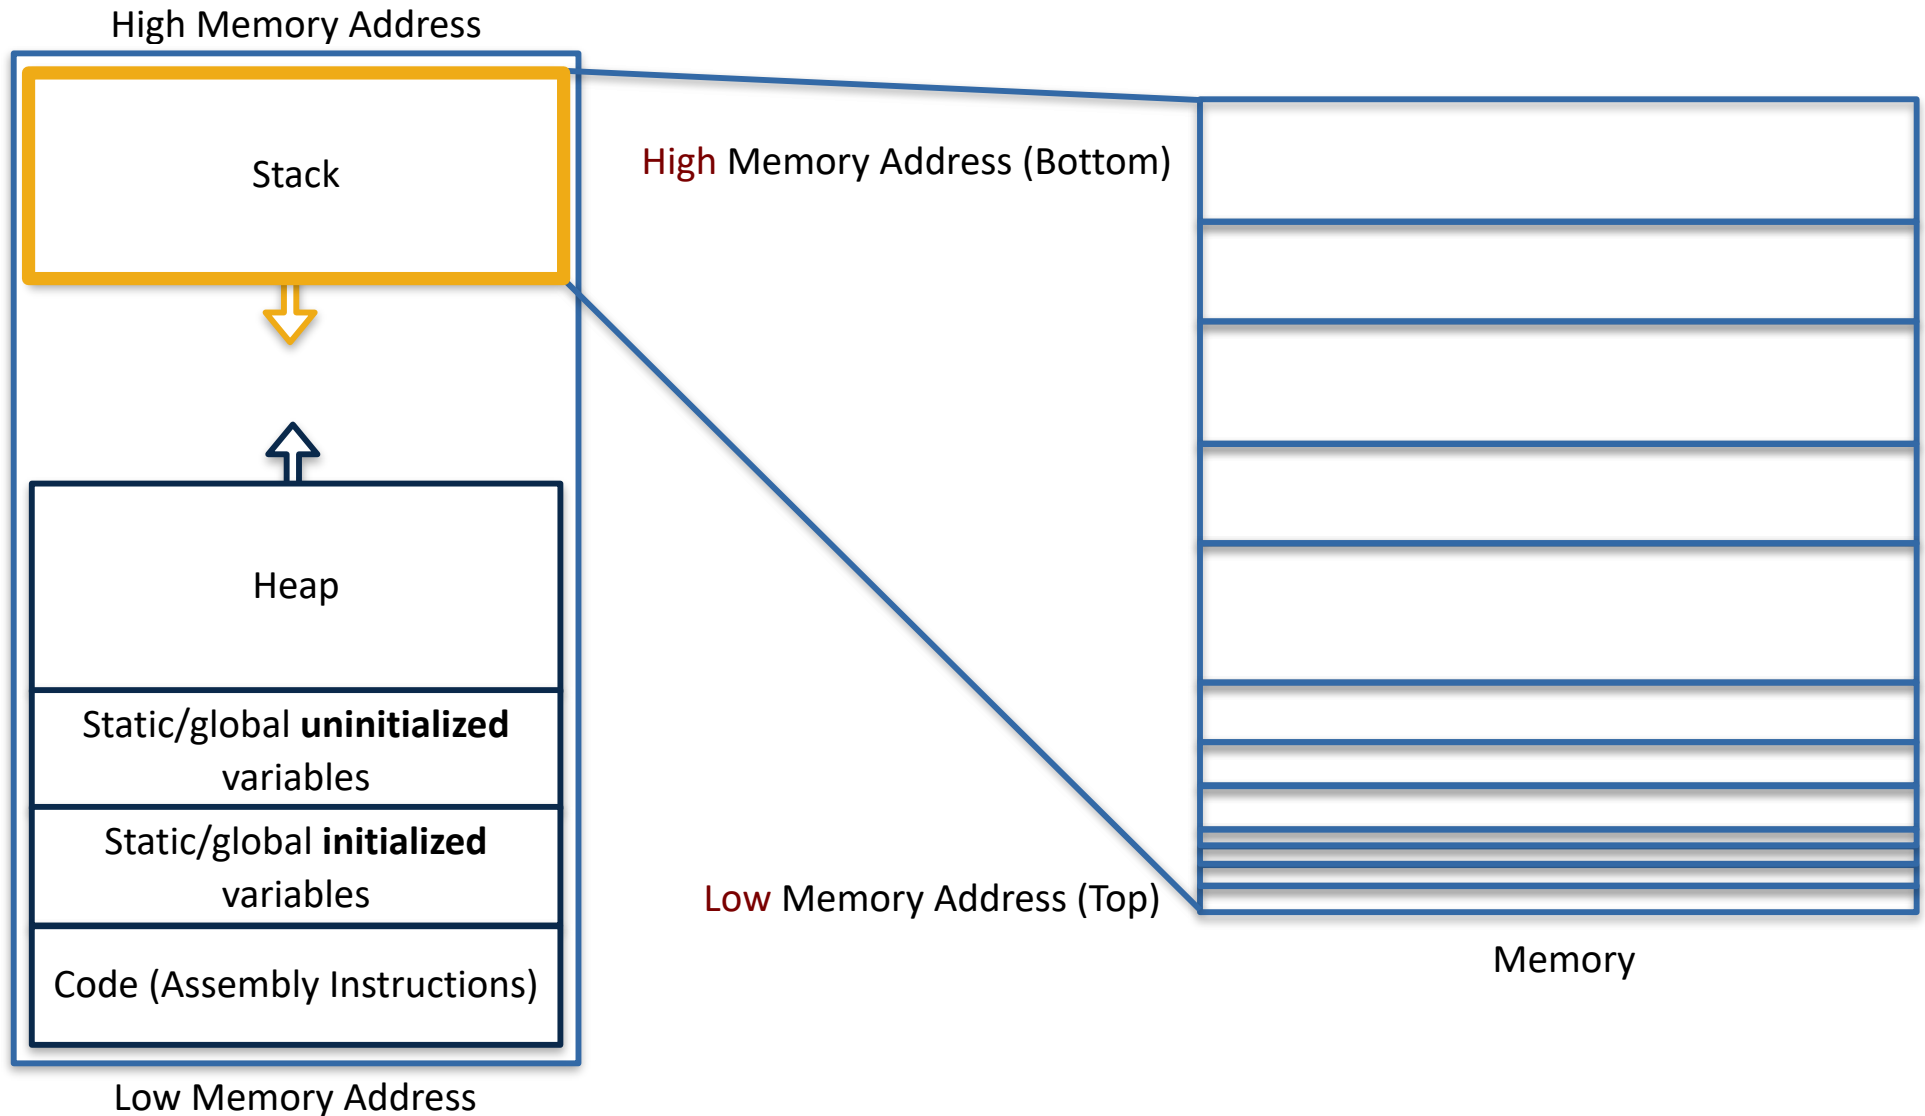 High Memory Address
Stack
High Memory Address (Bottom)
Heap
Static/global uninitialized
variables
Static/global initialized
variables
Low Memory Address (Top)
Memory
Code (Assembly Instructions)
Low Memory Address